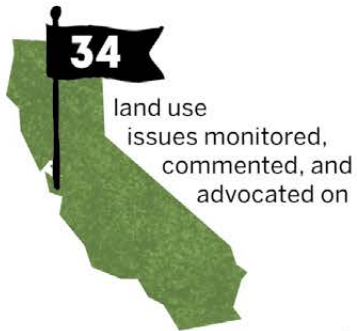 34
land use
issues monitored,
commented, and
advocated on